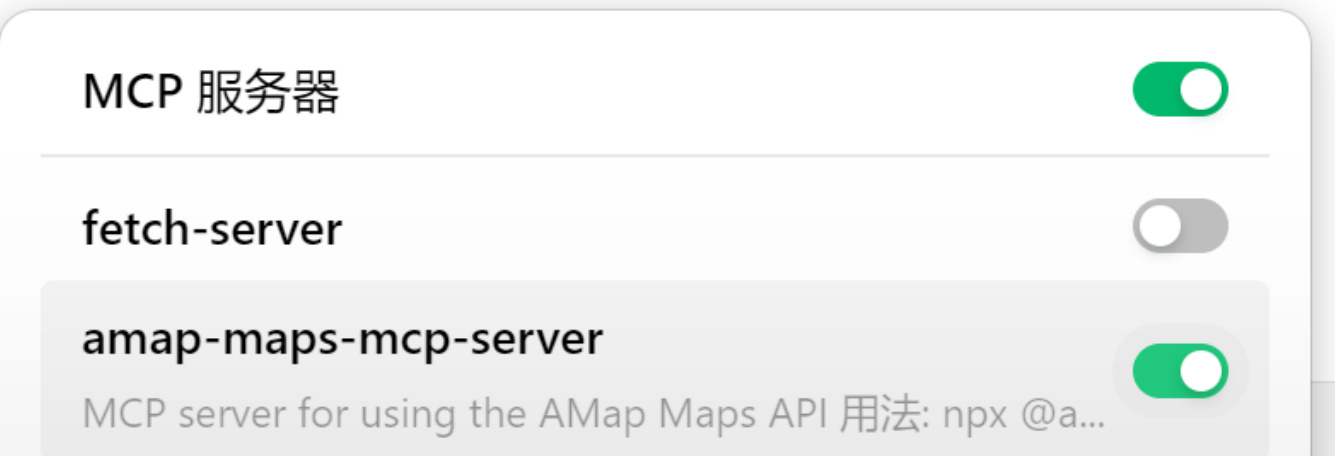 MCP 服务器
fetch-server
amap-maps-mcp-server
MCP server for using the AMap Maps API 用法: npx @a...